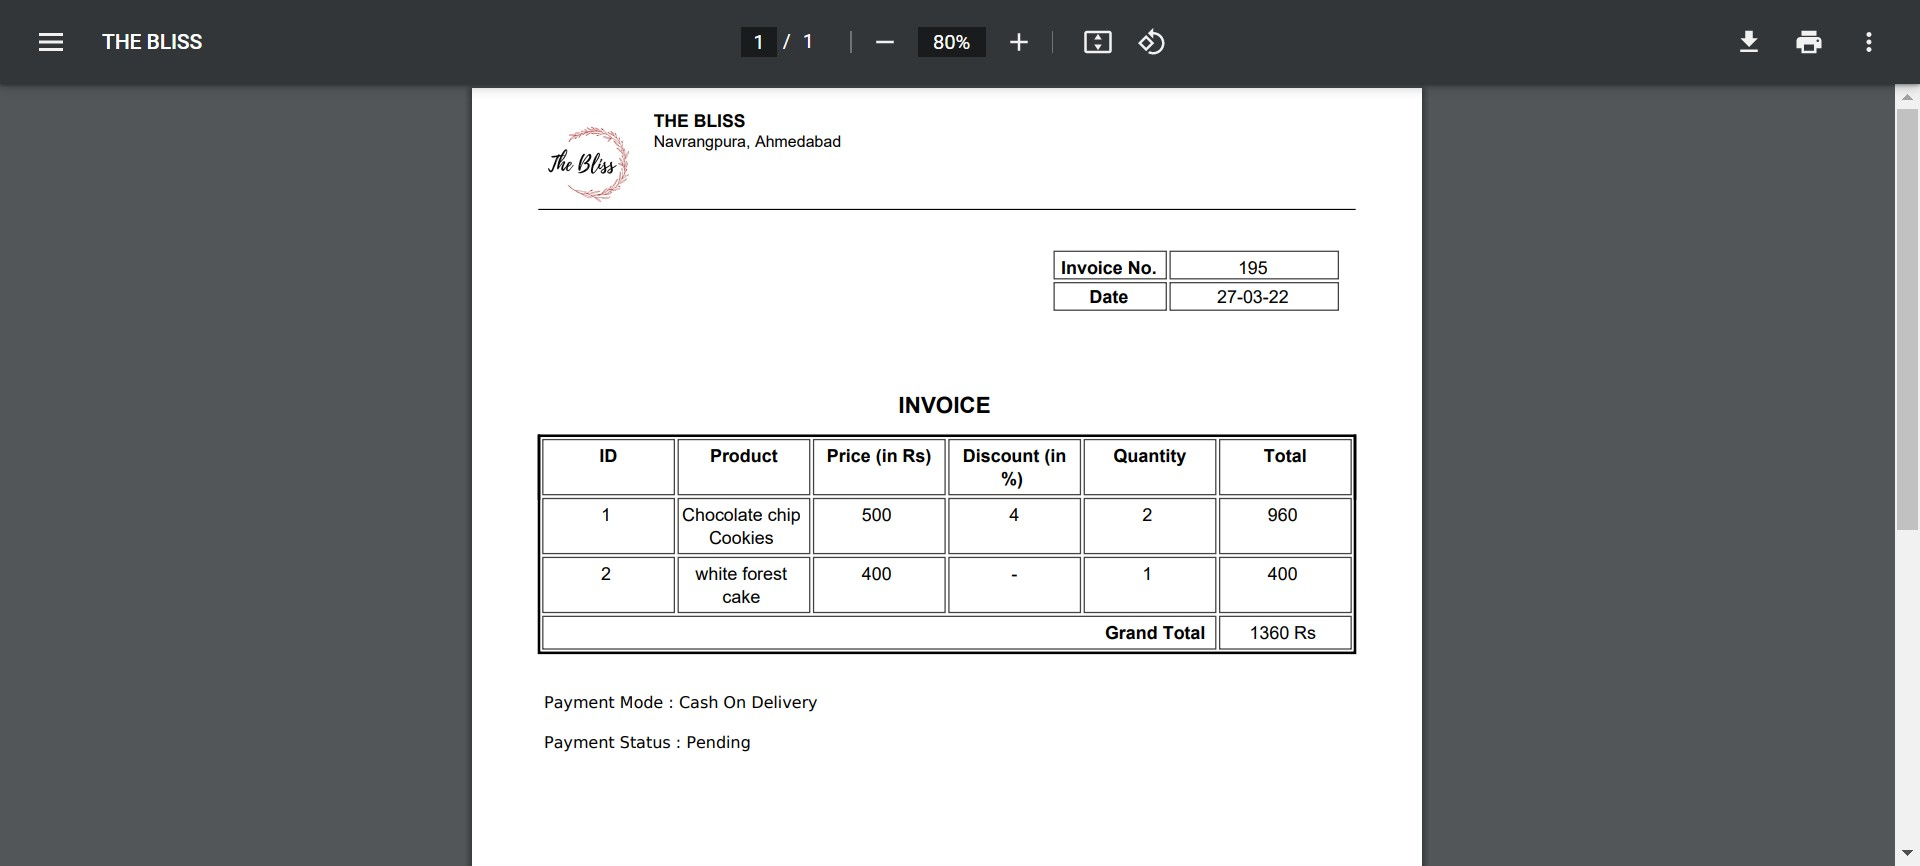 THE BLISS
1 / 1
80%
THE BLISS
Navrangpura, Ahmedabad
The Bliss
Invoice No. 195
Date 27-03-22
INVOICE
ID Product Price (in Rs) Discount (in %) Quantity Total
1 Chocolate chip Cookies 500 4 2 960
2 white forest cake 400 - 1 400
Grand Total 1360 Rs
Payment Mode : Cash On Delivery
Payment Status : Pending